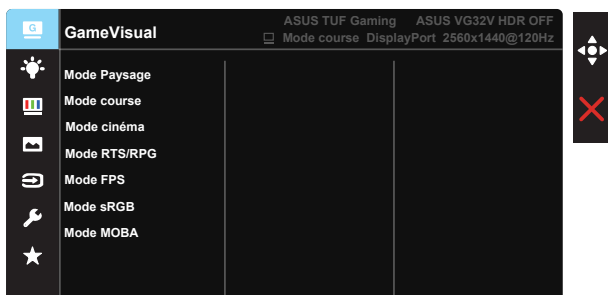 G
GameVisual
ASUS TUF Gaming ASUS VG32V HDR OFF
Mode course DisplayPort 2560x1440@120Hz
Mode Paysage
Mode course
Mode cinéma
Mode RTS/RPG
Mode FPS
Mode sRGB
Mode MOBA